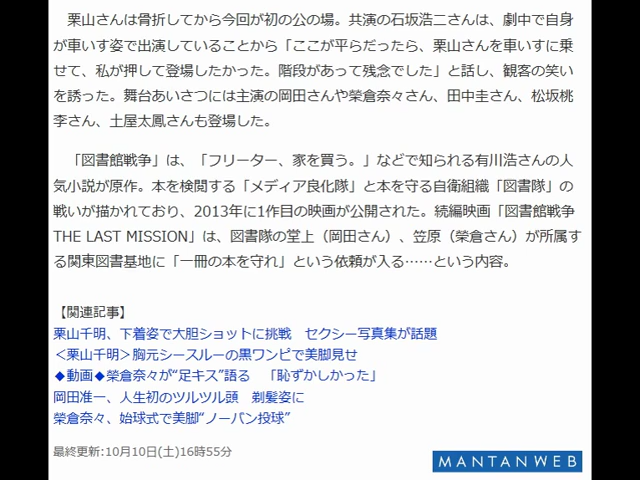 栗山さんは骨折してから今回が初の公の場。共演の石坂浩二さんは、劇中で自身
が車いす姿で出演していることから「ここが平らだったら、栗山さんを車いすに乗
せて、私が押して登場したかった。階段があって残念でした」と話し、観客の笑い
を誘った。舞台あいさつには主演の岡田さんや榮倉奈々さん、田中圭さん、松坂桃
李さん、土屋太鳳さんも登場した。
「図書館戦争」は、「フリーター、家を買う。」などで知られる有川浩さんの人
気小説が原作。本を検閲する「メディア良化隊」と本を守る自衛組織「図書隊」の
戦いが描かれており、2013年に1作目の映画が公開された。続編映画「図書館戦争
THE LAST MISSION」は、図書隊の堂上（岡田さん）、笠原（榮倉さん）が所属す
る関東図書基地に「一冊の本を守れ」という依頼が入る……という内容。
【関連記事】
栗山千明、下着姿で大胆ショットに挑戦　セクシー写真集が話題
＜栗山千明＞胸元シースルーの黒ワンピで美脚見せ
◆動画◆榮倉奈々が“足キス”語る　「恥ずかしかった」
岡田准一、人生初のツルツル頭　剃髪姿に
榮倉奈々、始球式で美脚“ノーバン投球”
最終更新:10月10日(土)16時55分
MANTANWEB